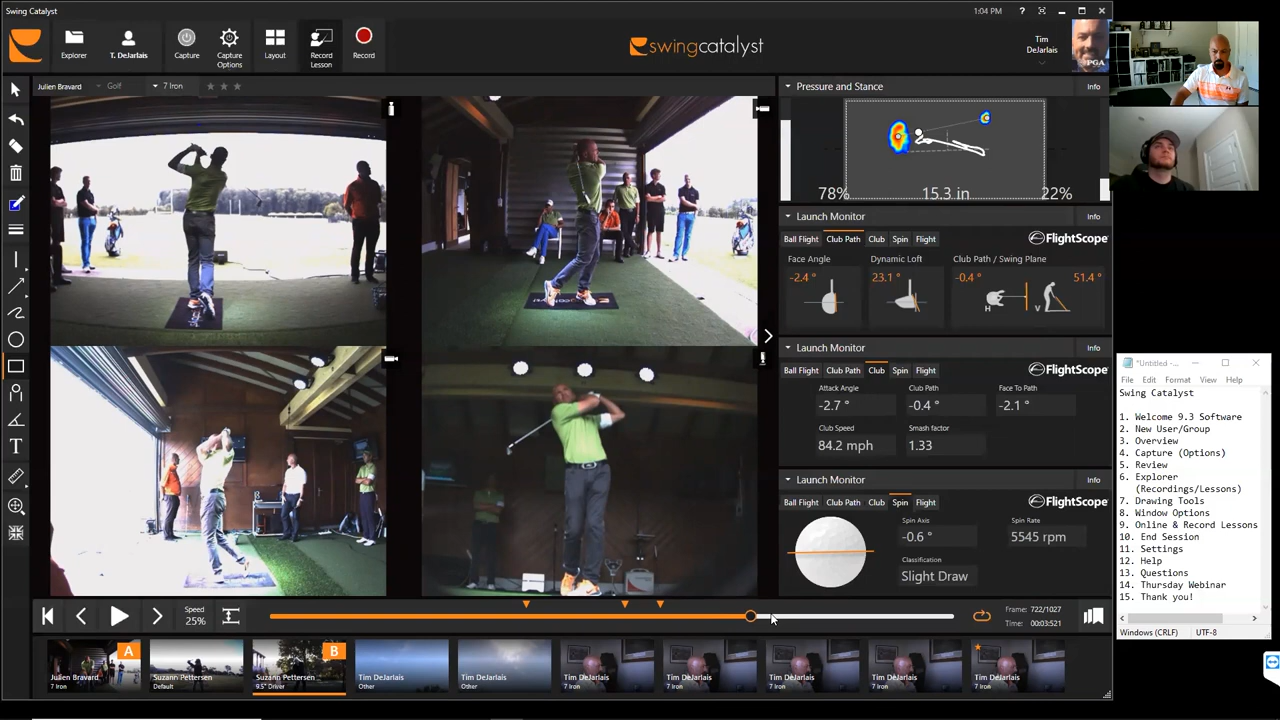 Swing Catalyst
1:04 PM
?
Explorer
T. DeJarlais
Capture
Capture
Options
Layout
Record
Lesson
Record
swingcatalyst
Tim
DeJarlais
PGA
Julien Bravard
Golf
7 Iron
Pressure and Stance
Info
78%
15.3 in
22%
Launch Monitor
Info
Ball Flight
Club Path
Club
Spin
Flight
FlightScope
Face Angle
Dynamic Loft
Club Path / Swing Plane
-2.4 °
23.1 °
-0.4 °
51.4 °
H
V
Launch Monitor
Info
Ball Flight
Club Path
Club
Spin
Flight
FlightScope
Attack Angle
Club Path
Face To Path
-2.7 °
-0.4 °
-2.1 °
Club Speed
Smash factor
84.2 mph
1.33
Launch Monitor
Info
Ball Flight
Club Path
Club
Spin
Flight
FlightScope
Spin Axis
Spin Rate
-0.6 °
5545 rpm
Classification
Slight Draw
T
Speed
25%
Frame: 722/1027
Time: 00:03:521
A
Julien Bravard
7 Iron
Suzann Pettersen
Default
B
Suzann Pettersen
9.5° Driver
Tim DeJarlais
Other
Tim DeJarlais
Other
Tim DeJarlais
7 Iron
Tim DeJarlais
7 Iron
Tim DeJarlais
7 Iron
Tim DeJarlais
7 Iron
Tim DeJarlais
7 Iron
*Untitled -...
File Edit Format View Help
Swing Catalyst
1. Welcome 9.3 Software
2. New User/Group
3. Overview
4. Capture (Options)
5. Review
6. Explorer
(Recordings/Lessons)
7. Drawing Tools
8. Window Options
9. Online & Record Lessons
10. End Session
11. Settings
12. Help
13. Questions
14. Thursday Webinar
15. Thank you!
Windows (CRLF)
UTF-8